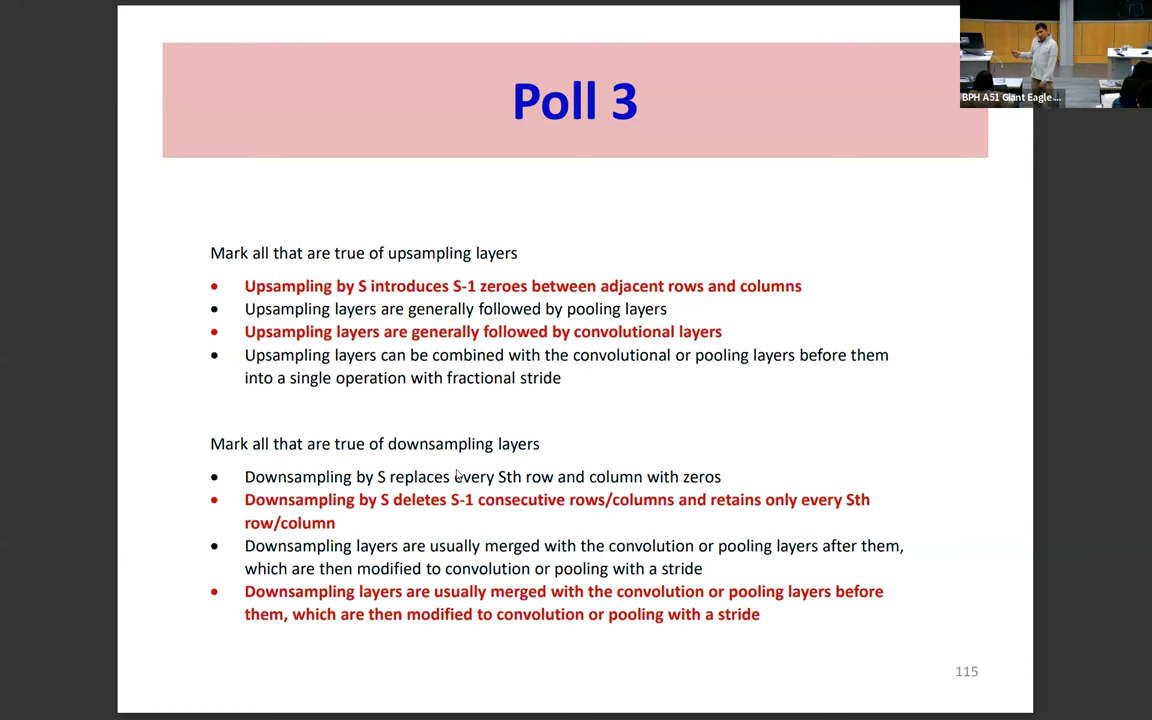 Poll 3
BPH A51 Giant Eagle ...
Mark all that are true of upsampling layers
• Upsampling by S introduces S-1 zeroes between adjacent rows and columns
• Upsampling layers are generally followed by pooling layers
• Upsampling layers are generally followed by convolutional layers
• Upsampling layers can be combined with the convolutional or pooling layers before them
into a single operation with fractional stride
Mark all that are true of downsampling layers
• Downsampling by S replaces every Sth row and column with zeros
• Downsampling by S deletes S-1 consecutive rows/columns and retains only every Sth
row/column
• Downsampling layers are usually merged with the convolution or pooling layers after them,
which are then modified to convolution or pooling with a stride
• Downsampling layers are usually merged with the convolution or pooling layers before
them, which are then modified to convolution or pooling with a stride
115